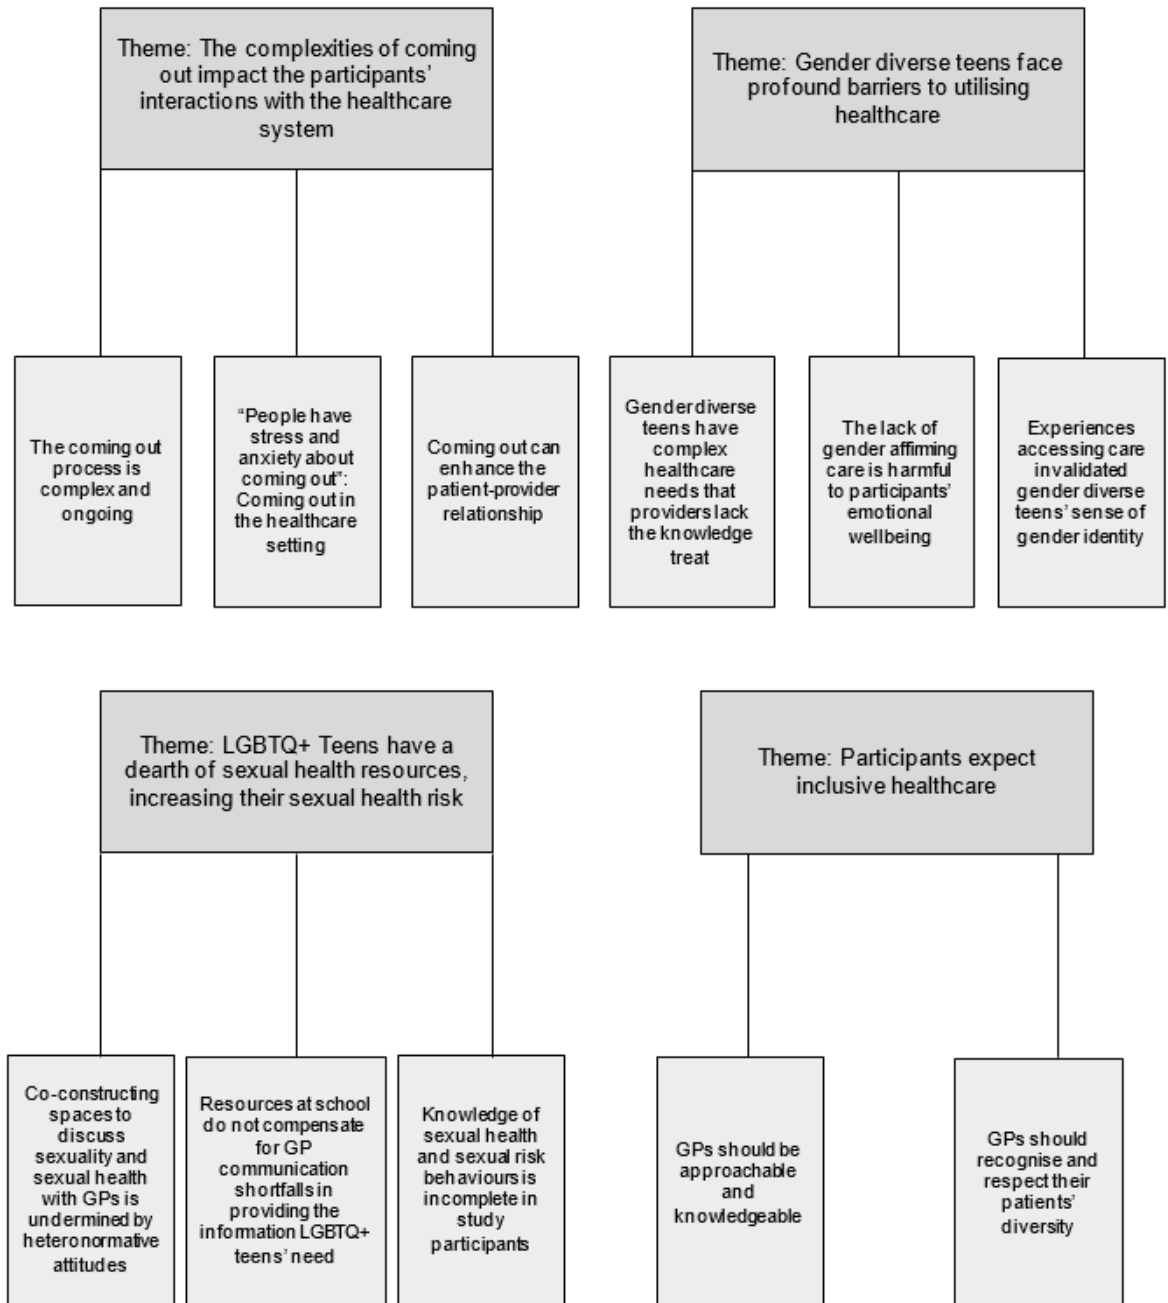 Theme: The complexities of coming
out impact the participants'
interactions with the healthcare
system
Theme: Gender diverse teens face
profound barriers to utilising
healthcare
The coming out
process is
complex and
ongoing
“People have
stress and
anxiety about
coming out”:
Coming out in
the healthcare
setting
Coming out can
enhance the
patient-provider
relationship
Gender diverse
teens have
complex
healthcare
needs that
providers lack
the knowledge
treat
The lack of
gender affirming
care is harmful
to participants’
emotional
wellbeing
Experiences
accessing care
invalidated
gender diverse
teens’ sense of
gender identity
Theme: LGBTQ+ Teens have a
dearth of sexual health resources,
increasing their sexual health risk
Theme: Participants expect
inclusive healthcare
Co-constructing
spaces to
discuss
sexuality and
sexual health
with GPs is
undermined by
heteronormative
attitudes
Resources at school
do not compensate
for GP
communication
shortfalls in
providing the
information LGBTQ+
teens’ need
Knowledge of
sexual health
and sexual risk
behaviours is
incomplete in
study
participants
GPs should be
approachable
and
knowledgeable
GPs should
recognise and
respect their
patients’
diversity